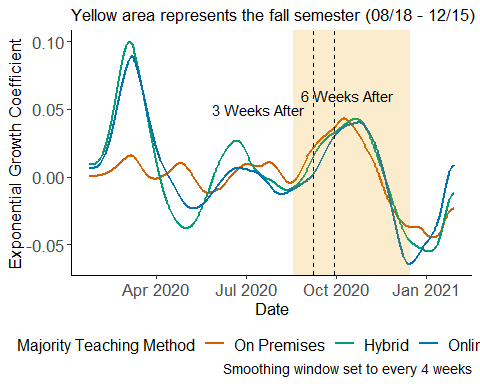 Yellow area represents the fall semester (08/18 - 12/15)
Exponential Growth Coefficient
0.10
0.05
0.00
-0.05
3 Weeks After
6 Weeks After
Apr 2020
Jul 2020
Oct 2020
Jan 2021
Date
Majority Teaching Method On Premises Hybrid Onlin
Smoothing window set to every 4 weeks